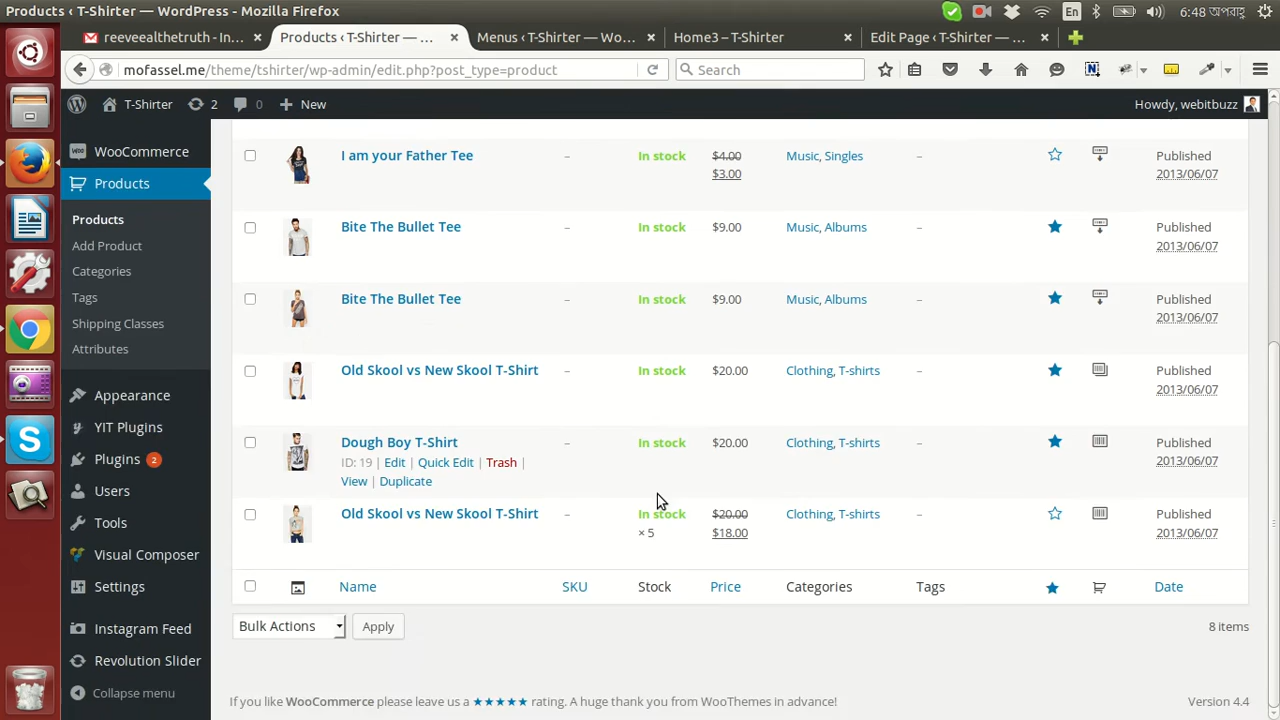 Products ‹ T-Shirter — WordPress - Mozilla Firefox
En
6:48 অপরাহ্ণ
reeveealthetruth - In...
Products ‹ T-Shirter — ...
Menus ‹ T-Shirter — Wo...
Home3 – T-Shirter
Edit Page ‹ T-Shirter — ...
mofassel.me/theme/tshirter/wp-admin/edit.php?post_type=product
Search
T-Shirter
2
0
New
Howdy, webitbuzz
WooCommerce
Products
Products
Add Product
Categories
Tags
Shipping Classes
Attributes
Appearance
YIT Plugins
Plugins 2
Users
Tools
Visual Composer
Settings
Instagram Feed
Revolution Slider
Collapse menu
I am your Father Tee – In stock $4.00 Music, Singles – Published
$3.00 2013/06/07
Bite The Bullet Tee – In stock $9.00 Music, Albums – Published
2013/06/07
Bite The Bullet Tee – In stock $9.00 Music, Albums – Published
2013/06/07
Old Skool vs New Skool T-Shirt – In stock $20.00 Clothing, T-shirts – Published
2013/06/07
Dough Boy T-Shirt – In stock $20.00 Clothing, T-shirts – Published
ID: 19 | Edit | Quick Edit | Trash | 2013/06/07
View | Duplicate
Old Skool vs New Skool T-Shirt – In stock $20.00 Clothing, T-shirts – Published
× 5 $18.00 2013/06/07
Name SKU Stock Price Categories Tags Date
Bulk Actions Apply 8 items
If you like WooCommerce please leave us a ★★★★★ rating. A huge thank you from WooThemes in advance! Version 4.4